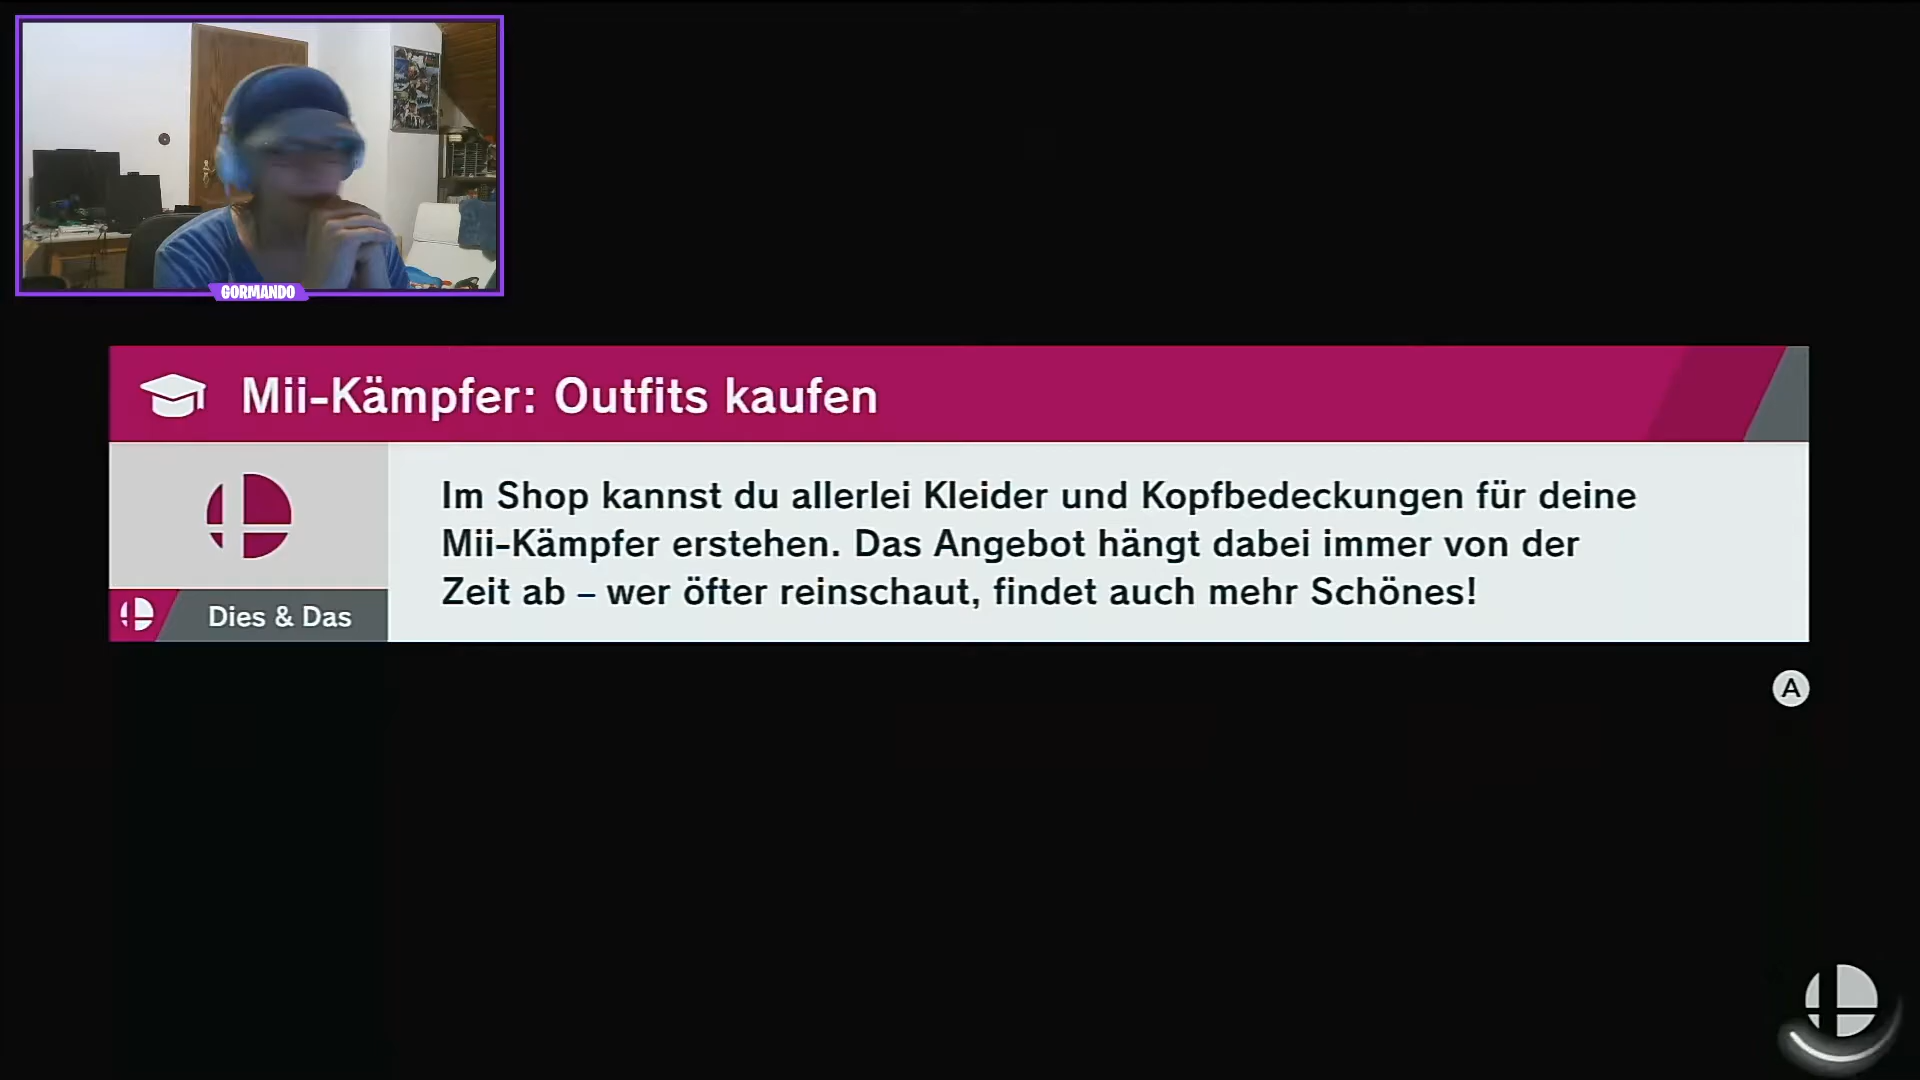 GORMANDO
Mii-Kämpfer: Outfits kaufen
Im Shop kannst du allerlei Kleider und Kopfbedeckungen für deine
Mii-Kämpfer erstehen. Das Angebot hängt dabei immer von der
Zeit ab – wer öfter reinschaut, findet auch mehr Schönes!
Dies & Das
A